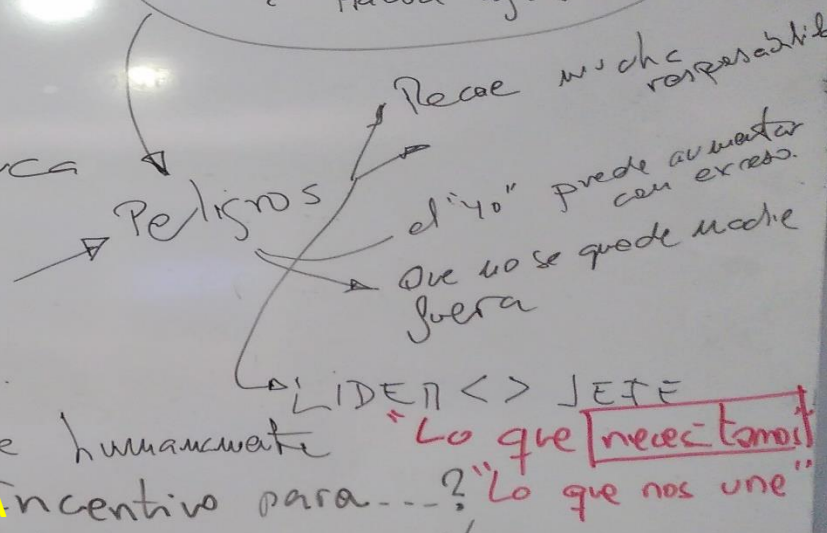 Recae mucha
Peligros
el "yo" puede aumentar
con exceso.
Que no se quede nadie
fuera
LIDER <> JEFE
e humanamente "Lo que necesitamos"
Incentivo para....? "Lo que nos une"